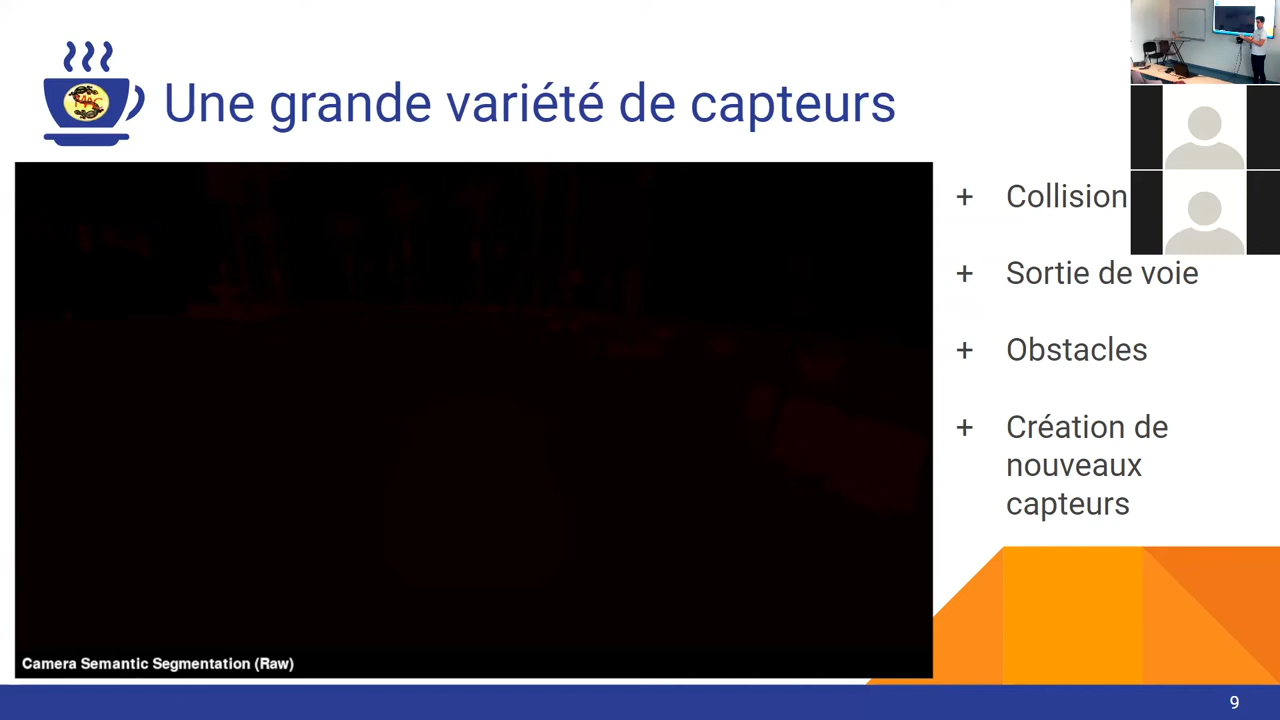 Une grande variété de capteurs
+ Collision
+ Sortie de voie
+ Obstacles
+ Création de
nouveaux
capteurs
Camera Semantic Segmentation (Raw)
9